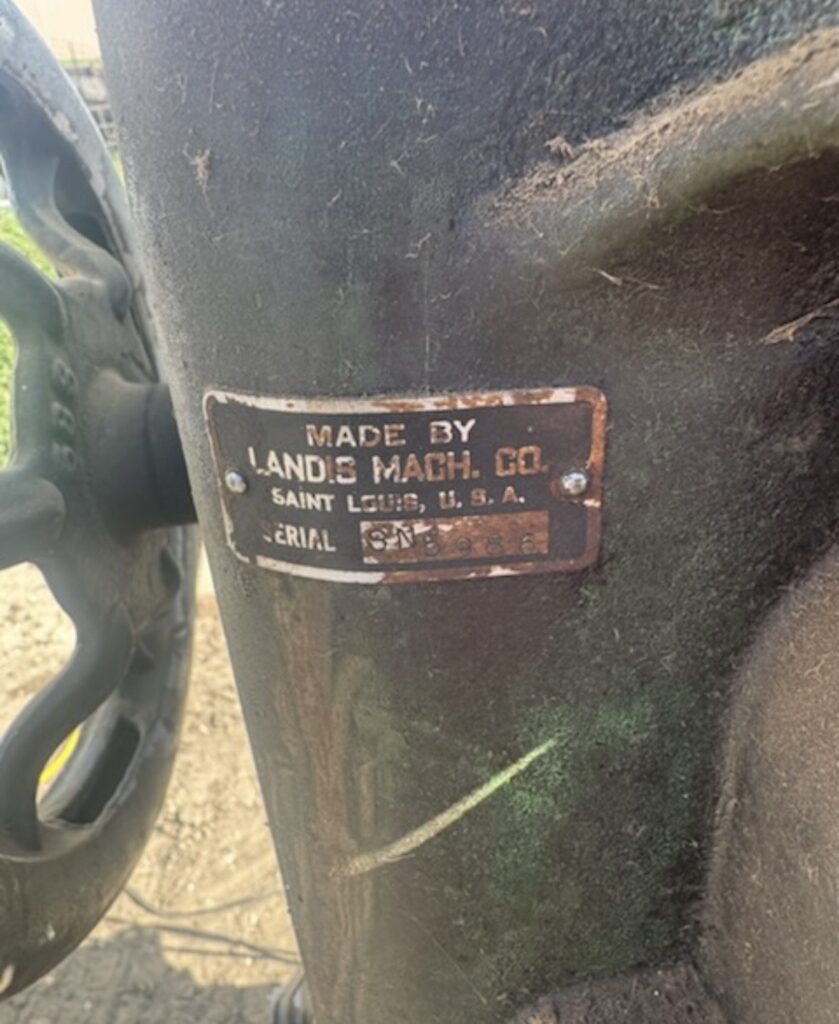 MADE BY
LANDIS MACH. CO.
SAINT LOUIS, U. S. A.
SERIAL